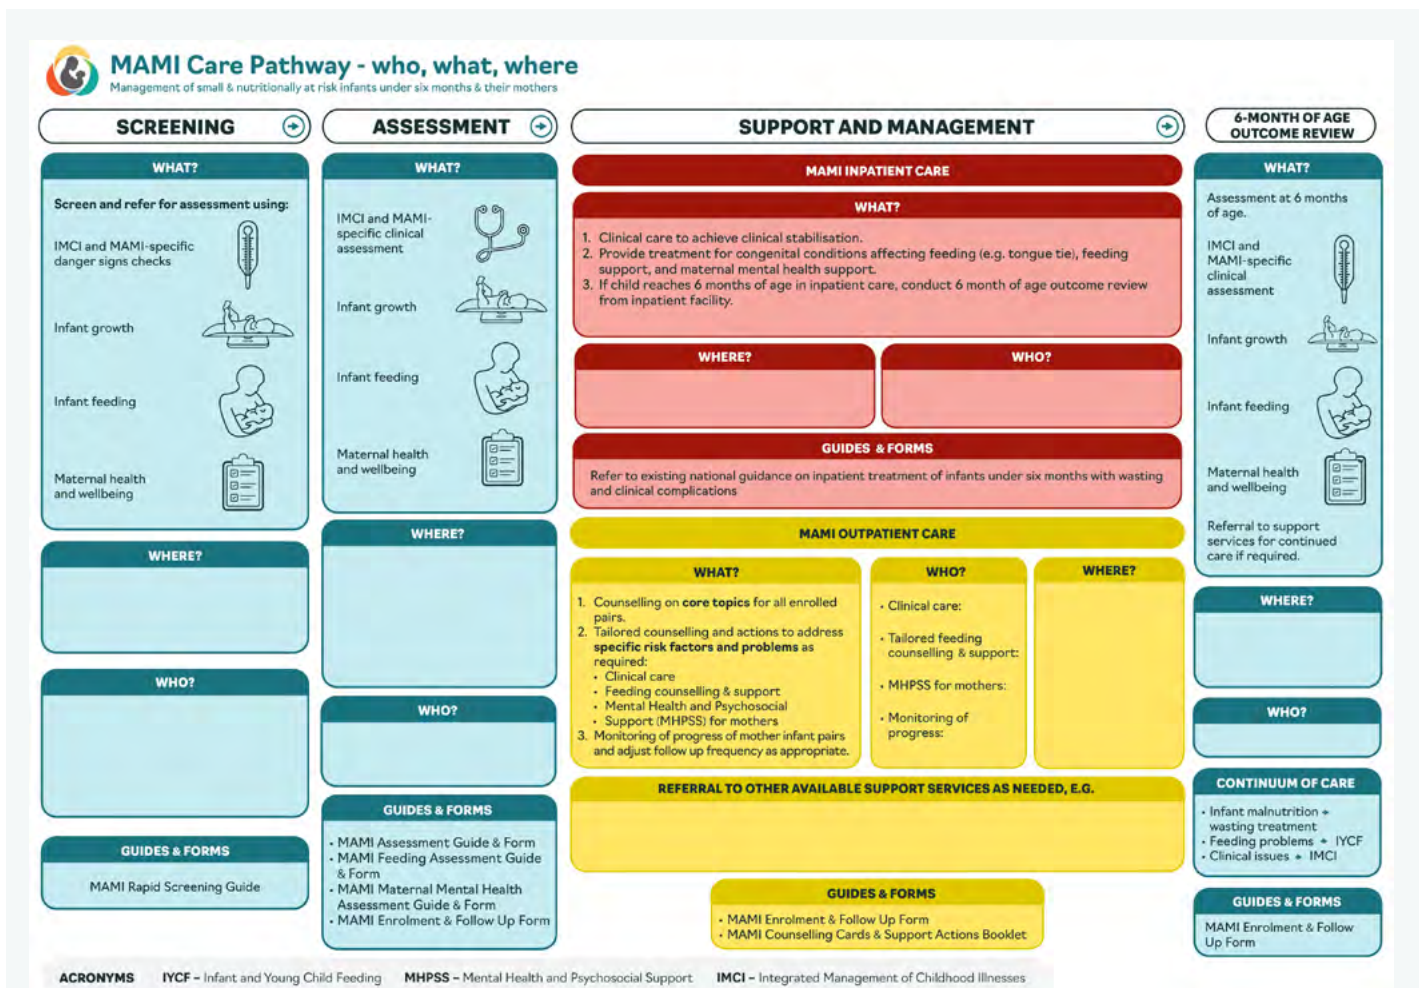 MAMI Care Pathway - who, what, where
Management of small & nutritionally at risk infants under six months & their mothers
SCREENING
WHAT?
Screen and refer for assessment using:
IMCI and MAMI-specific
danger signs checks
Infant growth
Infant feeding
Maternal health
and wellbeing
WHERE?
WHO?
GUIDES & FORMS
MAMI Rapid Screening Guide
ASSESSMENT
WHAT?
IMCI and MAMI-
specific clinical
assessment
Infant growth
Infant feeding
Maternal health
and wellbeing
WHERE?
WHO?
GUIDES & FORMS
• MAMI Assessment Guide & Form
• MAMI Feeding Assessment Guide
& Form
• MAMI Maternal Mental Health
Assessment Guide & Form
• MAMI Enrolment & Follow Up Form
SUPPORT AND MANAGEMENT
MAMI INPATIENT CARE
WHAT?
1. Clinical care to achieve clinical stabilisation.
2. Provide treatment for congenital conditions affecting feeding (e.g. tongue tie), feeding
support, and maternal mental health support.
3. If child reaches 6 months of age in inpatient care, conduct 6 month of age outcome review
from inpatient facility.
WHERE?
WHO?
GUIDES & FORMS
Refer to existing national guidance on inpatient treatment of infants under six months with wasting
and clinical complications
MAMI OUTPATIENT CARE
WHAT?
1. Counselling on core topics for all enrolled
pairs.
2. Tailored counselling and actions to address
specific risk factors and problems as
required:
• Clinical care
• Feeding counselling & support
• Mental Health and Psychosocial
• Support (MHPSS) for mothers
3. Monitoring of progress of mother infant pairs
and adjust follow up frequency as appropriate.
WHO?
• Clinical care:
• Tailored feeding
counselling & support:
• MHPSS for mothers:
• Monitoring of
progress:
WHERE?
REFERRAL TO OTHER AVAILABLE SUPPORT SERVICES AS NEEDED, E.G.
GUIDES & FORMS
• MAMI Enrolment & Follow Up Form
• MAMI Counselling Cards & Support Actions Booklet
6-MONTH OF AGE
OUTCOME REVIEW
WHAT?
Assessment at 6 months
of age.
IMCI and
MAMI-specific
clinical
assessment
Infant growth
Infant feeding
Maternal health
and wellbeing
Referral to support
services for continued
care if required.
WHERE?
WHO?
CONTINUUM OF CARE
• Infant malnutrition →
wasting treatment
• Feeding problems → IYCF
• Clinical issues → IMCI
GUIDES & FORMS
MAMI Enrolment & Follow
Up Form
ACRONYMS IYCF – Infant and Young Child Feeding MHPSS – Mental Health and Psychosocial Support IMCI – Integrated Management of Childhood Illnesses